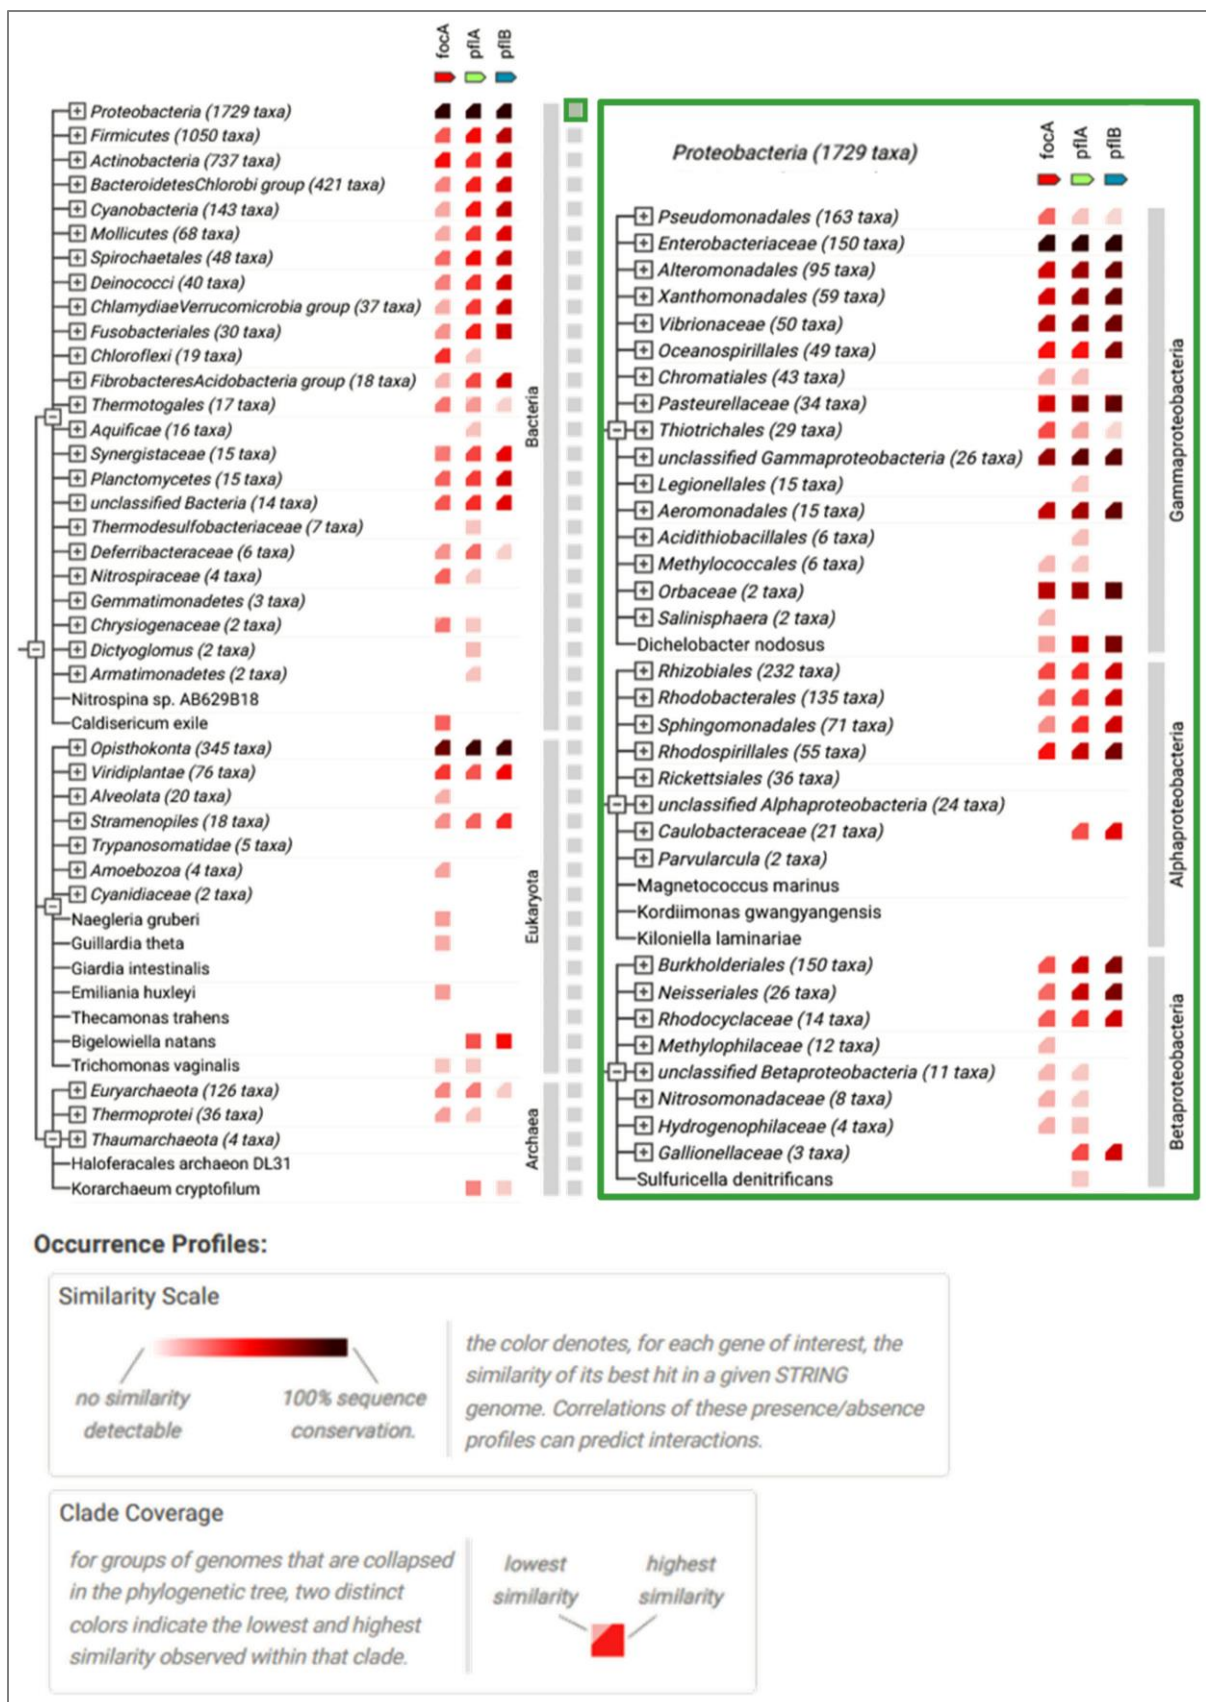 focA
pflA
pflB
Proteobacteria (1729 taxa)
Firmicutes (1050 taxa)
Actinobacteria (737 taxa)
BacteroidetesChlorobi group (421 taxa)
Cyanobacteria (143 taxa)
Mollicutes (68 taxa)
Spirochaetales (48 taxa)
Deinococci (40 taxa)
ChlamydiaeVerrucomicrobia group (37 taxa)
Fusobacteriales (30 taxa)
Chloroflexi (19 taxa)
FibrobacteresAcidobacteria group (18 taxa)
Thermotogales (17 taxa)
Aquificae (16 taxa)
Synergistaceae (15 taxa)
Planctomycetes (15 taxa)
unclassified Bacteria (14 taxa)
Thermodesulfobacteriaceae (7 taxa)
Deferribacteraceae (6 taxa)
Nitrospiraceae (4 taxa)
Gemmatimonadetes (3 taxa)
Chrysiogenaceae (2 taxa)
Dictyoglomus (2 taxa)
Armatimonadetes (2 taxa)
Nitrospina sp. AB629B18
Caldisericum exile
Bacteria
Opisthokonta (345 taxa)
Viridiplantae (76 taxa)
Alveolata (20 taxa)
Stramenopiles (18 taxa)
Trypanosomatidae (5 taxa)
Amoebozoa (4 taxa)
Cyanidiaceae (2 taxa)
Naegleria gruberi
Guillardia theta
Giardia intestinalis
Emiliania huxleyi
Thecamonas trahens
Bigelowiella natans
Trichomonas vaginalis
Eukaryota
Euryarchaeota (126 taxa)
Thermoprotei (36 taxa)
Thaumarchaeota (4 taxa)
Haloferacales archaeon DL31
Korarchaeum cryptofilum
Archaea
Proteobacteria (1729 taxa)
focA
pflA
pflB
Pseudomonadales (163 taxa)
Enterobacteriaceae (150 taxa)
Alteromonadales (95 taxa)
Xanthomonadales (59 taxa)
Vibrionaceae (50 taxa)
Oceanospirillales (49 taxa)
Chromatiales (43 taxa)
Pasteurellaceae (34 taxa)
Thiotrichales (29 taxa)
unclassified Gammaproteobacteria (26 taxa)
Legionellales (15 taxa)
Aeromonadales (15 taxa)
Acidithiobacillales (6 taxa)
Methylococcales (6 taxa)
Orbaceae (2 taxa)
Salinisphaera (2 taxa)
Dichelobacter nodosus
Gammaproteobacteria
Rhizobiales (232 taxa)
Rhodobacterales (135 taxa)
Sphingomonadales (71 taxa)
Rhodospirillales (55 taxa)
Rickettsiales (36 taxa)
unclassified Alphaproteobacteria (24 taxa)
Caulobacteraceae (21 taxa)
Parvularcula (2 taxa)
Magnetococcus marinus
Kordiimonas gwangyangensis
Kiloniella laminariae
Alphaproteobacteria
Burkholderiales (150 taxa)
Neisseriales (26 taxa)
Rhodocyclaceae (14 taxa)
Methylophilaceae (12 taxa)
unclassified Betaproteobacteria (11 taxa)
Nitrosomonadaceae (8 taxa)
Hydrogenophilaceae (4 taxa)
Gallionellaceae (3 taxa)
Sulfuricella denitrificans
Betaproteobacteria
Occurrence Profiles:
Similarity Scale
no similarity
detectable
100% sequence
conservation.
the color denotes, for each gene of interest, the
similarity of its best hit in a given STRING
genome. Correlations of these presence/absence
profiles can predict interactions.
Clade Coverage
for groups of genomes that are collapsed
in the phylogenetic tree, two distinct
colors indicate the lowest and highest
similarity observed within that clade.
lowest
similarity
highest
similarity